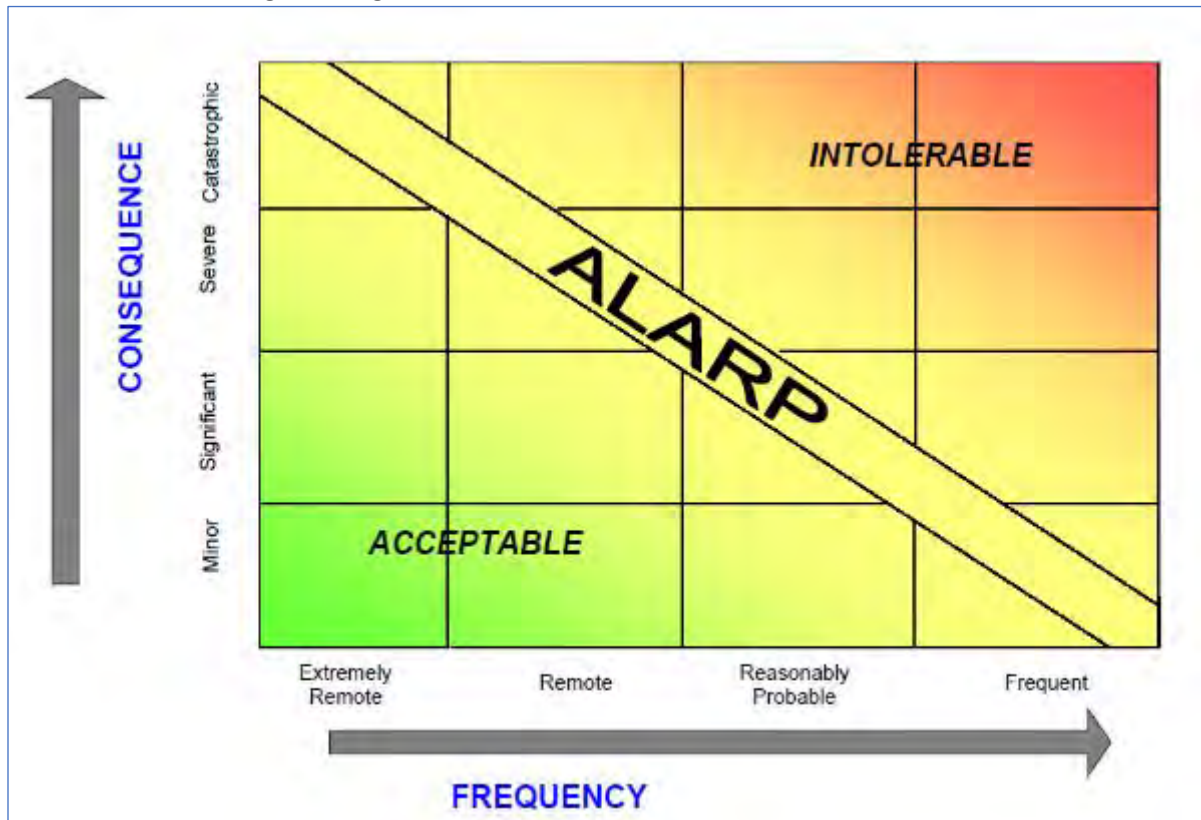 CONSEQUENCE
Catastrophic
Severe
Significant
Minor
INTOLERABLE
ALARP
ACCEPTABLE
Extremely
Remote
Remote
Reasonably
Probable
Frequent
FREQUENCY